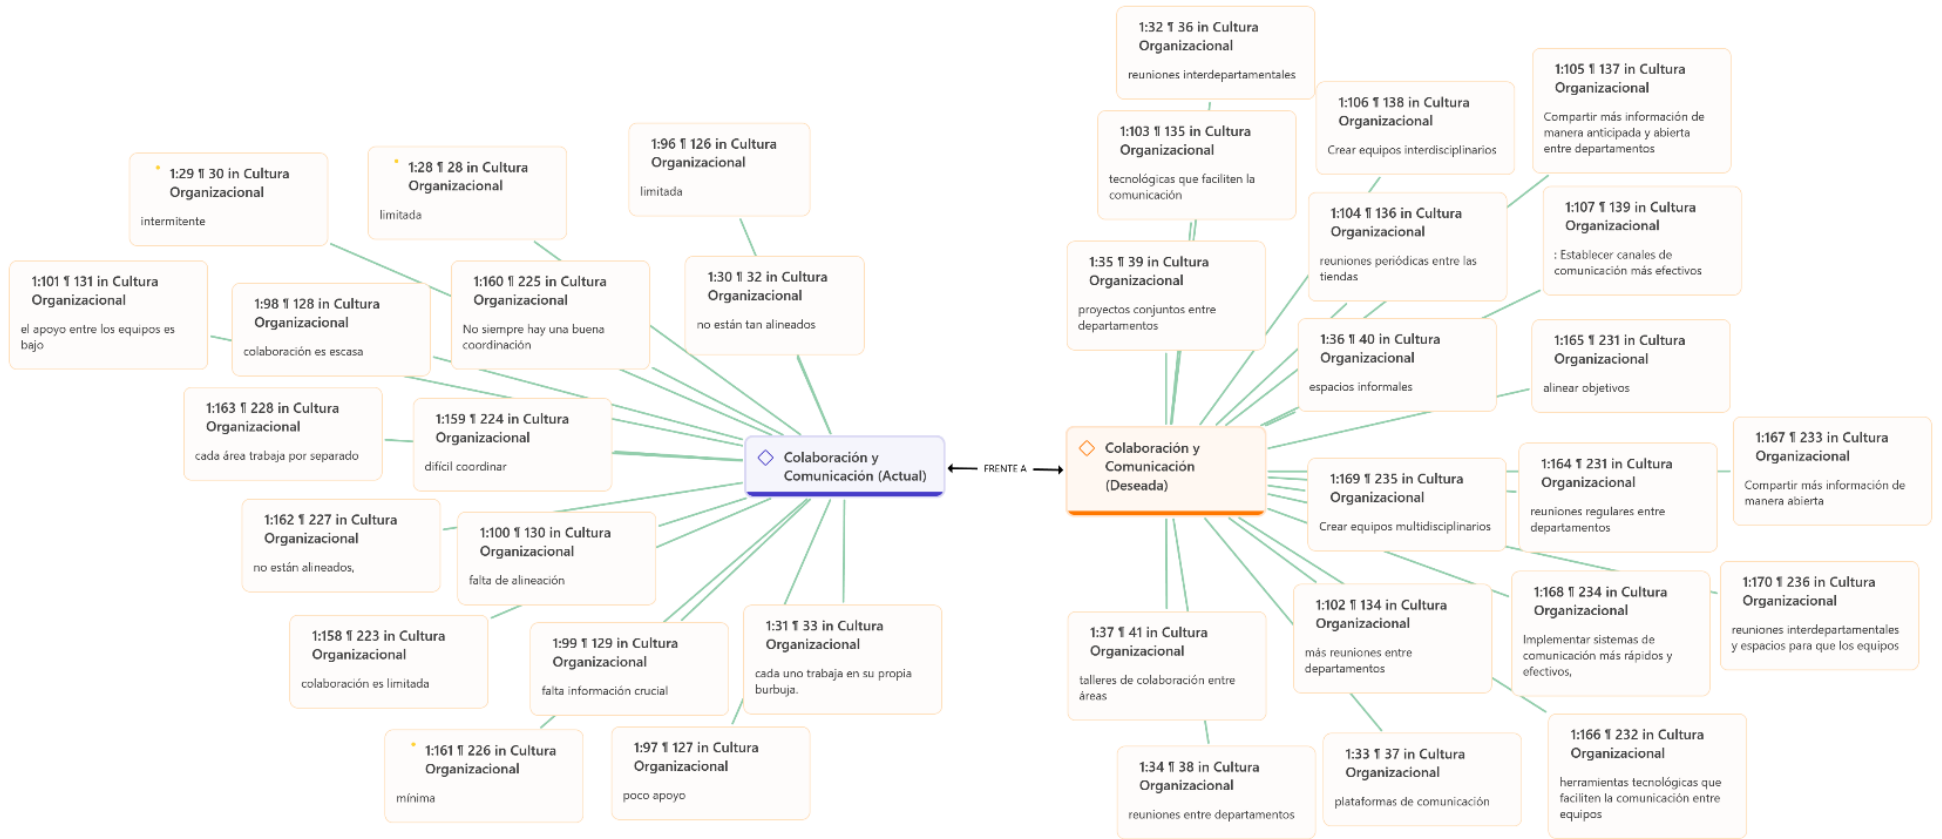 1:32 ¶ 36 in Cultura
Organizacional
reuniones interdepartamentales
1:105 ¶ 137 in Cultura
Organizacional
Compartir más información de
manera anticipada y abierta
entre departamentos
1:106 ¶ 138 in Cultura
Organizacional
Crear equipos interdisciplinarios
1:103 ¶ 135 in Cultura
Organizacional
tecnológicas que faciliten la
comunicación
1:96 ¶ 126 in Cultura
Organizacional
limitada
1:29 ¶ 30 in Cultura
Organizacional
intermitente
1:28 ¶ 28 in Cultura
Organizacional
limitada
1:104 ¶ 136 in Cultura
Organizacional
reuniones periódicas entre las
tiendas
1:107 ¶ 139 in Cultura
Organizacional
: Establecer canales de
comunicación más efectivos
1:35 ¶ 39 in Cultura
Organizacional
proyectos conjuntos entre
departamentos
1:101 ¶ 131 in Cultura
Organizacional
el apoyo entre los equipos es
bajo
1:98 ¶ 128 in Cultura
Organizacional
colaboración es escasa
1:160 ¶ 225 in Cultura
Organizacional
No siempre hay una buena
coordinación
1:30 ¶ 32 in Cultura
Organizacional
no están tan alineados
1:36 ¶ 40 in Cultura
Organizacional
espacios informales
1:165 ¶ 231 in Cultura
Organizacional
alinear objetivos
1:163 ¶ 228 in Cultura
Organizacional
cada área trabaja por separado
1:159 ¶ 224 in Cultura
Organizacional
difícil coordinar
Colaboración y
Comunicación (Actual)
FRENTE A
Colaboración y
Comunicación
(Deseada)
1:167 ¶ 233 in Cultura
Organizacional
Compartir más información de
manera abierta
1:164 ¶ 231 in Cultura
Organizacional
reuniones regulares entre
departamentos
1:169 ¶ 235 in Cultura
Organizacional
Crear equipos multidisciplinarios
1:162 ¶ 227 in Cultura
Organizacional
no están alineados,
1:100 ¶ 130 in Cultura
Organizacional
falta de alineación
1:170 ¶ 236 in Cultura
Organizacional
reuniones interdepartamentales
y espacios para que los equipos
1:168 ¶ 234 in Cultura
Organizacional
Implementar sistemas de
comunicación más rápidos y
efectivos,
1:102 ¶ 134 in Cultura
Organizacional
más reuniones entre
departamentos
1:37 ¶ 41 in Cultura
Organizacional
talleres de colaboración entre
áreas
1:158 ¶ 223 in Cultura
Organizacional
colaboración es limitada
1:99 ¶ 129 in Cultura
Organizacional
falta información crucial
1:31 ¶ 33 in Cultura
Organizacional
cada uno trabaja en su propia
burbuja.
1:161 ¶ 226 in Cultura
Organizacional
mínima
1:97 ¶ 127 in Cultura
Organizacional
poco apoyo
1:34 ¶ 38 in Cultura
Organizacional
reuniones entre departamentos
1:33 ¶ 37 in Cultura
Organizacional
plataformas de comunicación
1:166 ¶ 232 in Cultura
Organizacional
herramientas tecnológicas que
faciliten la comunicación entre
equipos